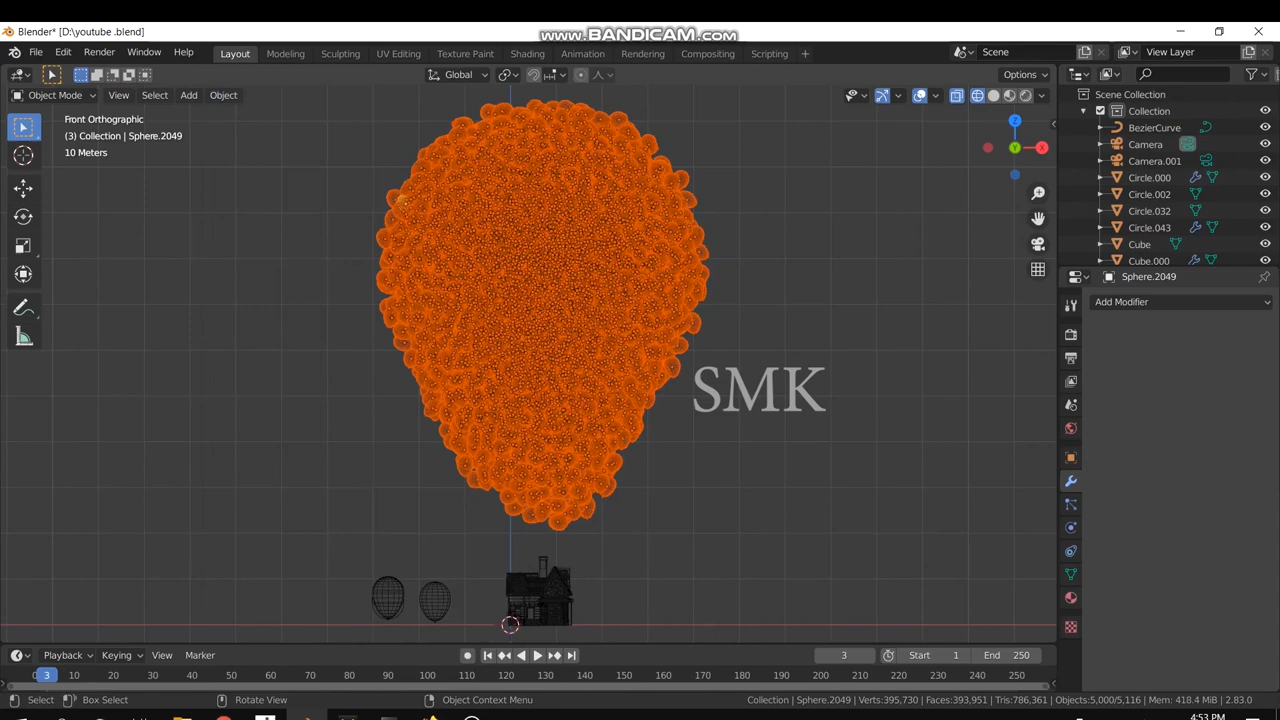 www.BANDICAM.com
Blender* [D:\youtube .blend]
File Edit Render Window Help
Layout Modeling Sculpting UV Editing Texture Paint Shading Animation Rendering Compositing Scripting +
Scene
View Layer
Global
Options
Object Mode View Select Add Object
Front Orthographic
(3) Collection | Sphere.2049
10 Meters
Z
Y
X
SMK
Scene Collection
Collection
BezierCurve
Camera
Camera.001
Circle.000
Circle.002
Circle.032
Circle.043
Cube
Cube.000
Sphere.2049
Add Modifier
Playback Keying View Marker
3
Start 1
End 250
3 10 20 30 40 50 60 70 80 90 100 110 120 130 140 150 160 170 180 190 200 210 220 230 240 250
Select Box Select Rotate View Object Context Menu
Collection | Sphere.2049 | Verts:395,730 | Faces:393,951 | Tris:786,361 | Objects:5,000/5,116 | Mem: 418.4 MiB | 2.83.0
4:53 PM